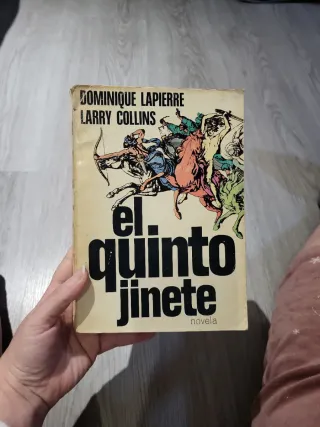 DOMINIQUE LAPIERRE
LARRY COLLINS
el
quinto
jinete
novela